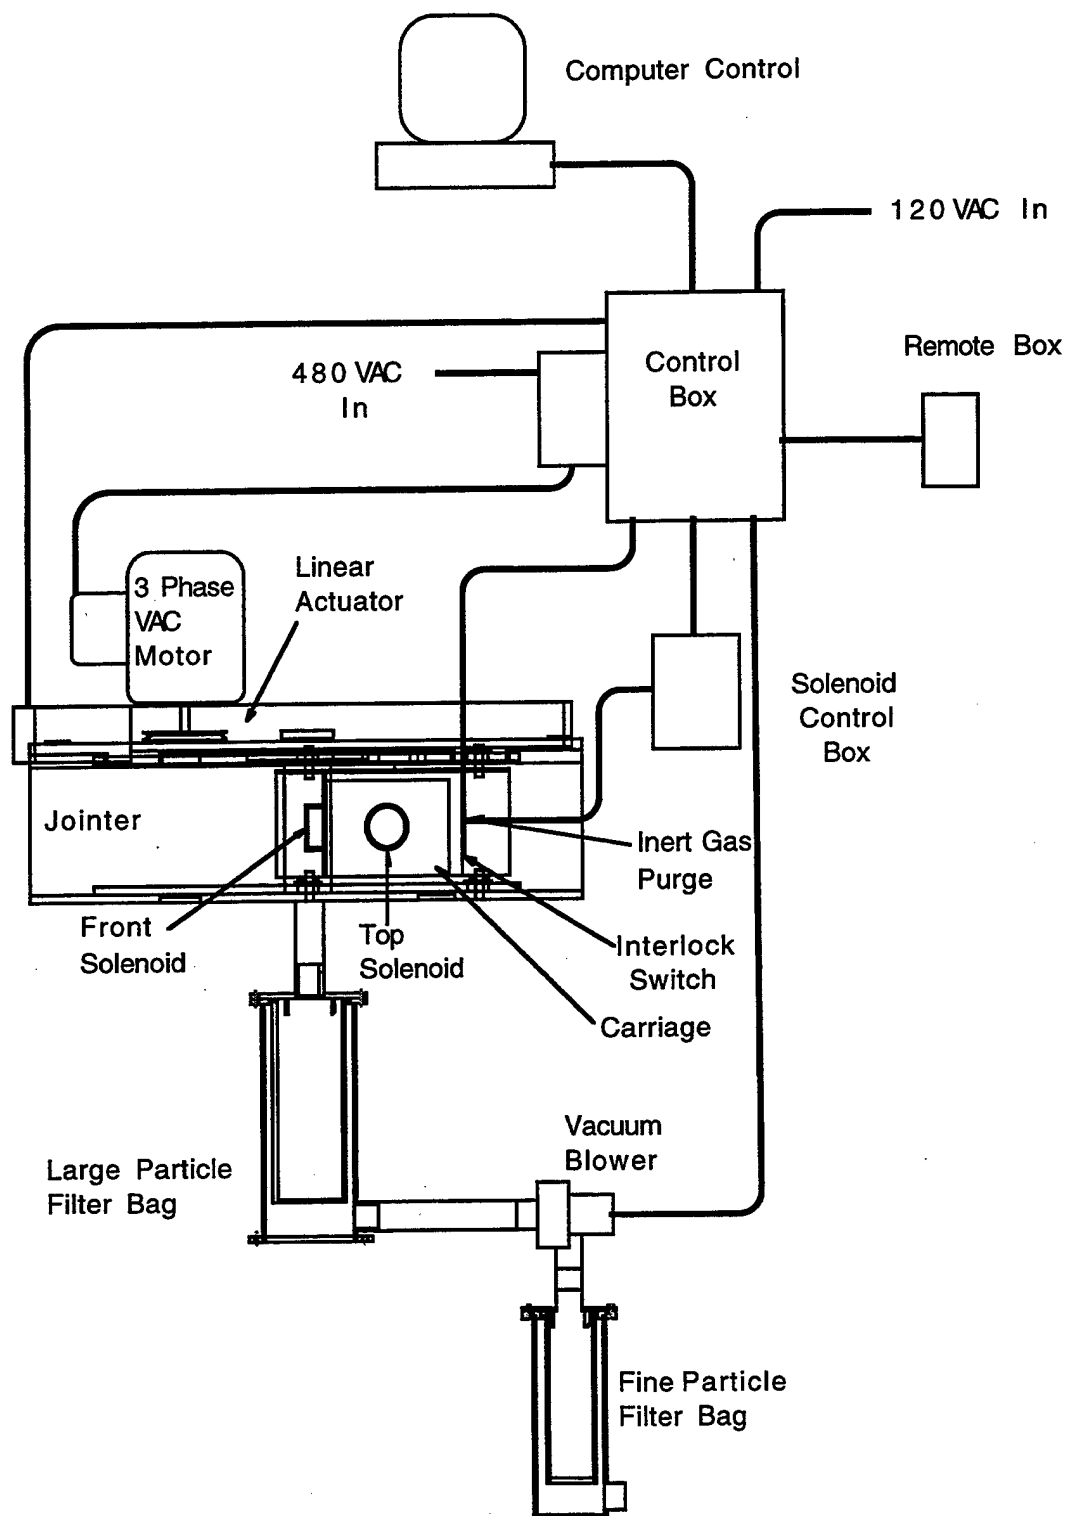 Computer Control
120 VAC In
Remote Box
Control
Box
480 VAC
In
3 Phase
VAC
Motor
Linear
Actuator
Solenoid
Control
Box
Jointer
Inert Gas
Purge
Front
Solenoid
Top
Solenoid
Interlock
Switch
Carriage
Vacuum
Blower
Large Particle
Filter Bag
Fine Particle
Filter Bag